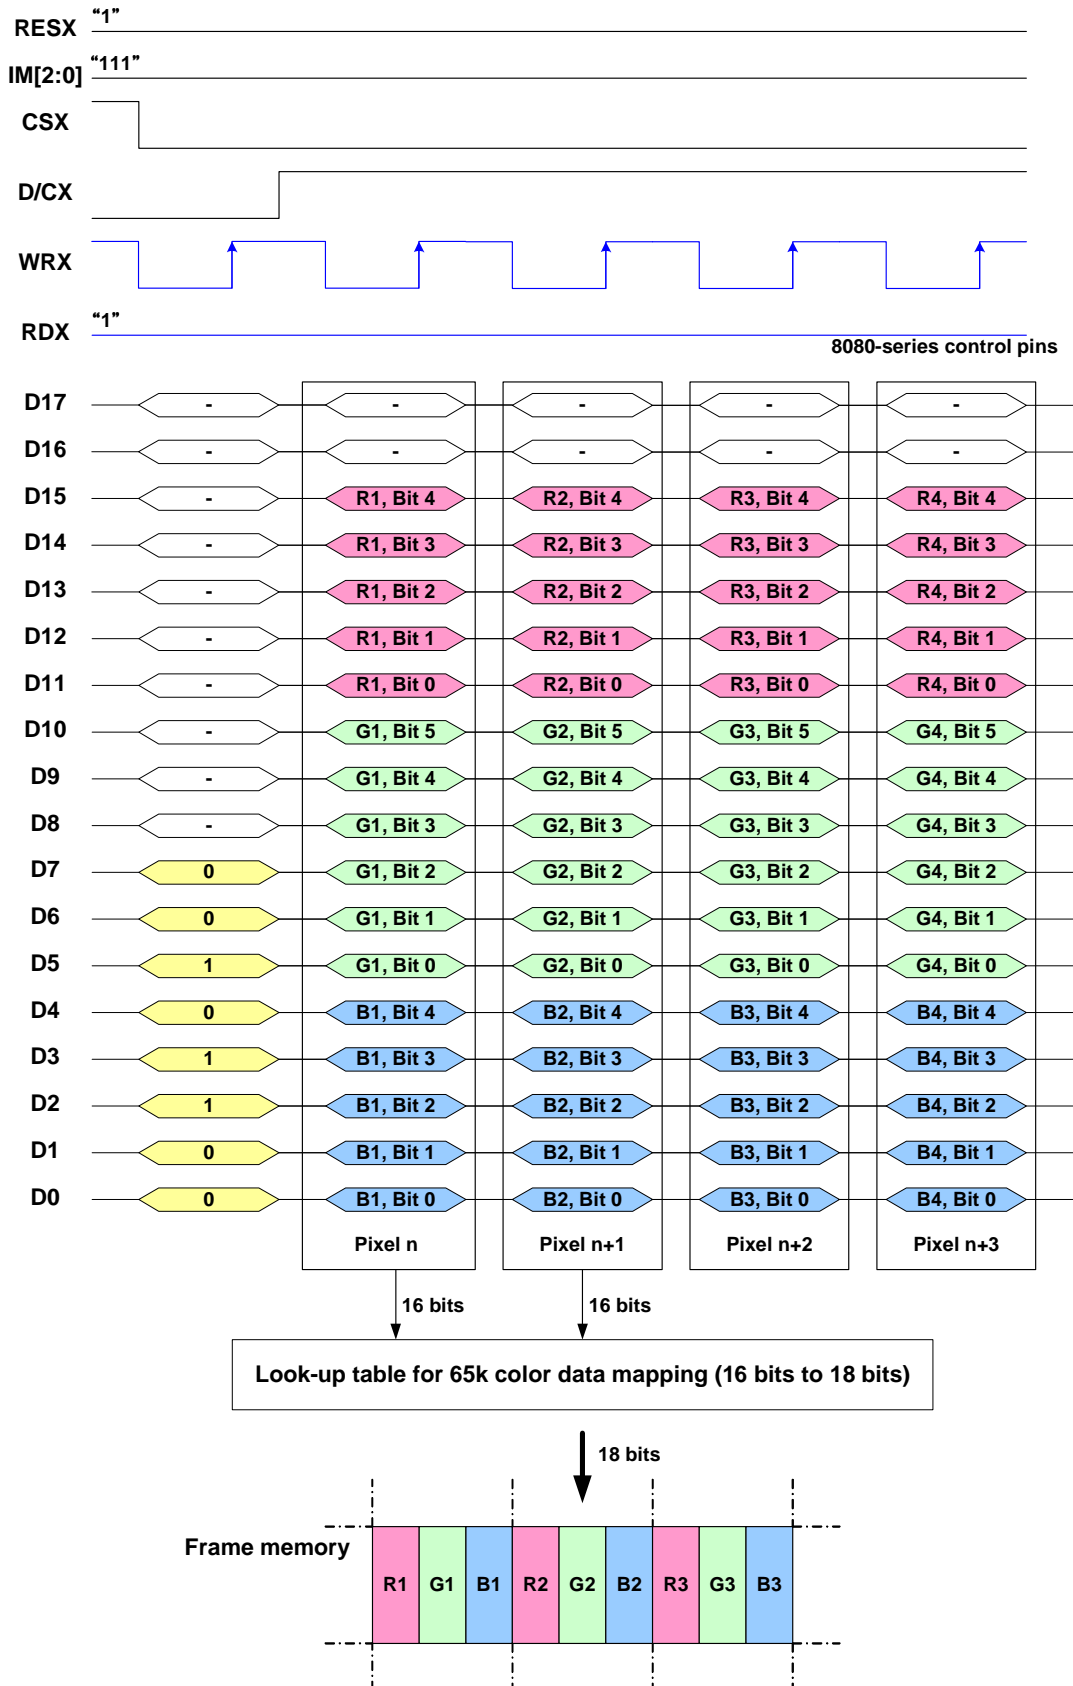 RESX "1"
IM[2:0] "111"
CSX
D/CX
WRX
RDX "1"
8080-series control pins
D17 - - - - -
D16 - - - - -
D15 - R1, Bit 4 R2, Bit 4 R3, Bit 4 R4, Bit 4
D14 - R1, Bit 3 R2, Bit 3 R3, Bit 3 R4, Bit 3
D13 - R1, Bit 2 R2, Bit 2 R3, Bit 2 R4, Bit 2
D12 - R1, Bit 1 R2, Bit 1 R3, Bit 1 R4, Bit 1
D11 - R1, Bit 0 R2, Bit 0 R3, Bit 0 R4, Bit 0
D10 - G1, Bit 5 G2, Bit 5 G3, Bit 5 G4, Bit 5
D9 - G1, Bit 4 G2, Bit 4 G3, Bit 4 G4, Bit 4
D8 - G1, Bit 3 G2, Bit 3 G3, Bit 3 G4, Bit 3
D7 0 G1, Bit 2 G2, Bit 2 G3, Bit 2 G4, Bit 2
D6 0 G1, Bit 1 G2, Bit 1 G3, Bit 1 G4, Bit 1
D5 1 G1, Bit 0 G2, Bit 0 G3, Bit 0 G4, Bit 0
D4 0 B1, Bit 4 B2, Bit 4 B3, Bit 4 B4, Bit 4
D3 1 B1, Bit 3 B2, Bit 3 B3, Bit 3 B4, Bit 3
D2 1 B1, Bit 2 B2, Bit 2 B3, Bit 2 B4, Bit 2
D1 0 B1, Bit 1 B2, Bit 1 B3, Bit 1 B4, Bit 1
D0 0 B1, Bit 0 B2, Bit 0 B3, Bit 0 B4, Bit 0
Pixel n Pixel n+1 Pixel n+2 Pixel n+3
16 bits 16 bits
Look-up table for 65k color data mapping (16 bits to 18 bits)
18 bits
Frame memory
R1 G1 B1 R2 G2 B2 R3 G3 B3